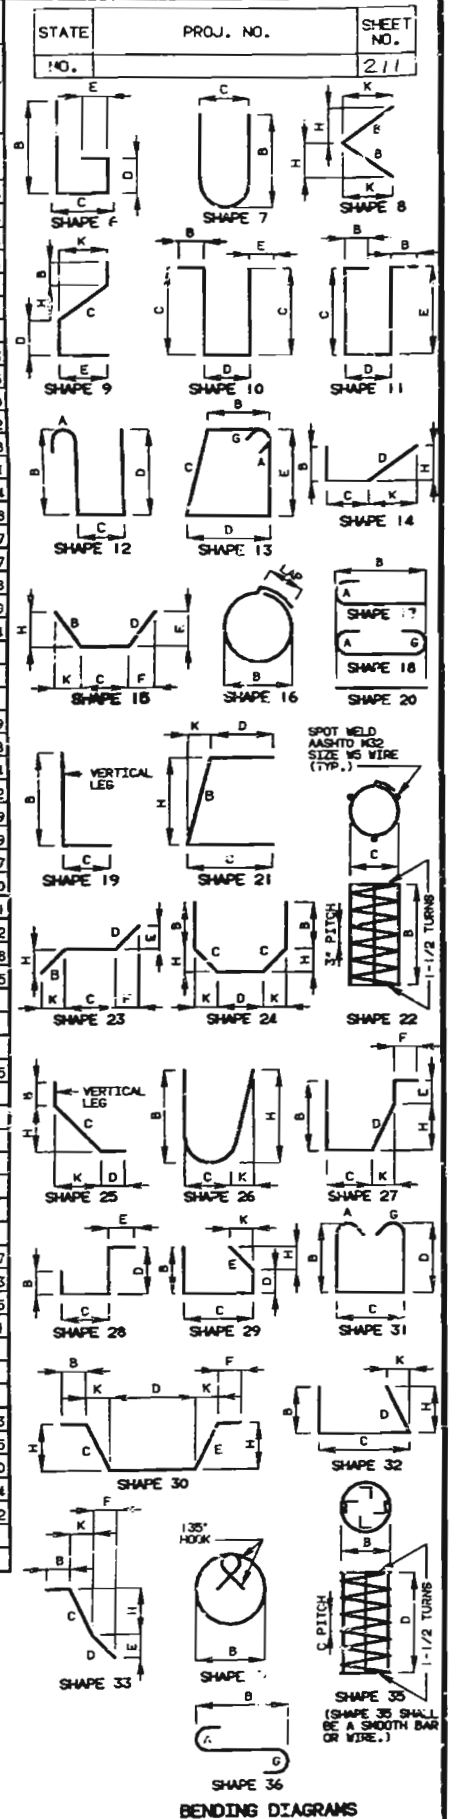 STATE PROJ. NO. SHEET NO.
NO. 211
E B D C
SHAPE 6
C B
SHAPE 7
K H B H B K
SHAPE 8
K B H C D E
SHAPE 9
B E C C D
SHAPE 10
B B C E D
SHAPE 11
A B D C
SHAPE 12
B G A C E D
SHAPE 13
B D H C K
SHAPE 14
H B D E K C F
SHAPE 15
LAP B
SHAPE 16
B A
SHAPE 17
A G
SHAPE 18
SHAPE 20
B VERTICAL
LEG
C
SHAPE 19
K D H B
SHAPE 21
SPOT WELD
AASHTO M32
SIZE W5 WIRE
(TYP.)
C
3" PITCH B 1-1/2 TURNS
SHAPE 22
D E H B K C F
SHAPE 23
B B H C C H K D K
SHAPE 24
B VERTICAL
LEG
H C K D
SHAPE 25
B H C K
SHAPE 26
F E B D H C K
SHAPE 27
E B D C
SHAPE 28
K B E H D C
SHAPE 29
A G B D C
SHAPE 31
B F K D K H C E H
SHAPE 30
K B D H C
SHAPE 32
F K B C H D E
SHAPE 33
135°
HOOK
B
B
C PITCH D 1-1/2 TURNS
SHAPE 35
(SHAPE 35 SHALL
BE A SMOOTH BAR
OR WIRE.)
B A G
SHAPE 36
BENDING DIAGRAMS